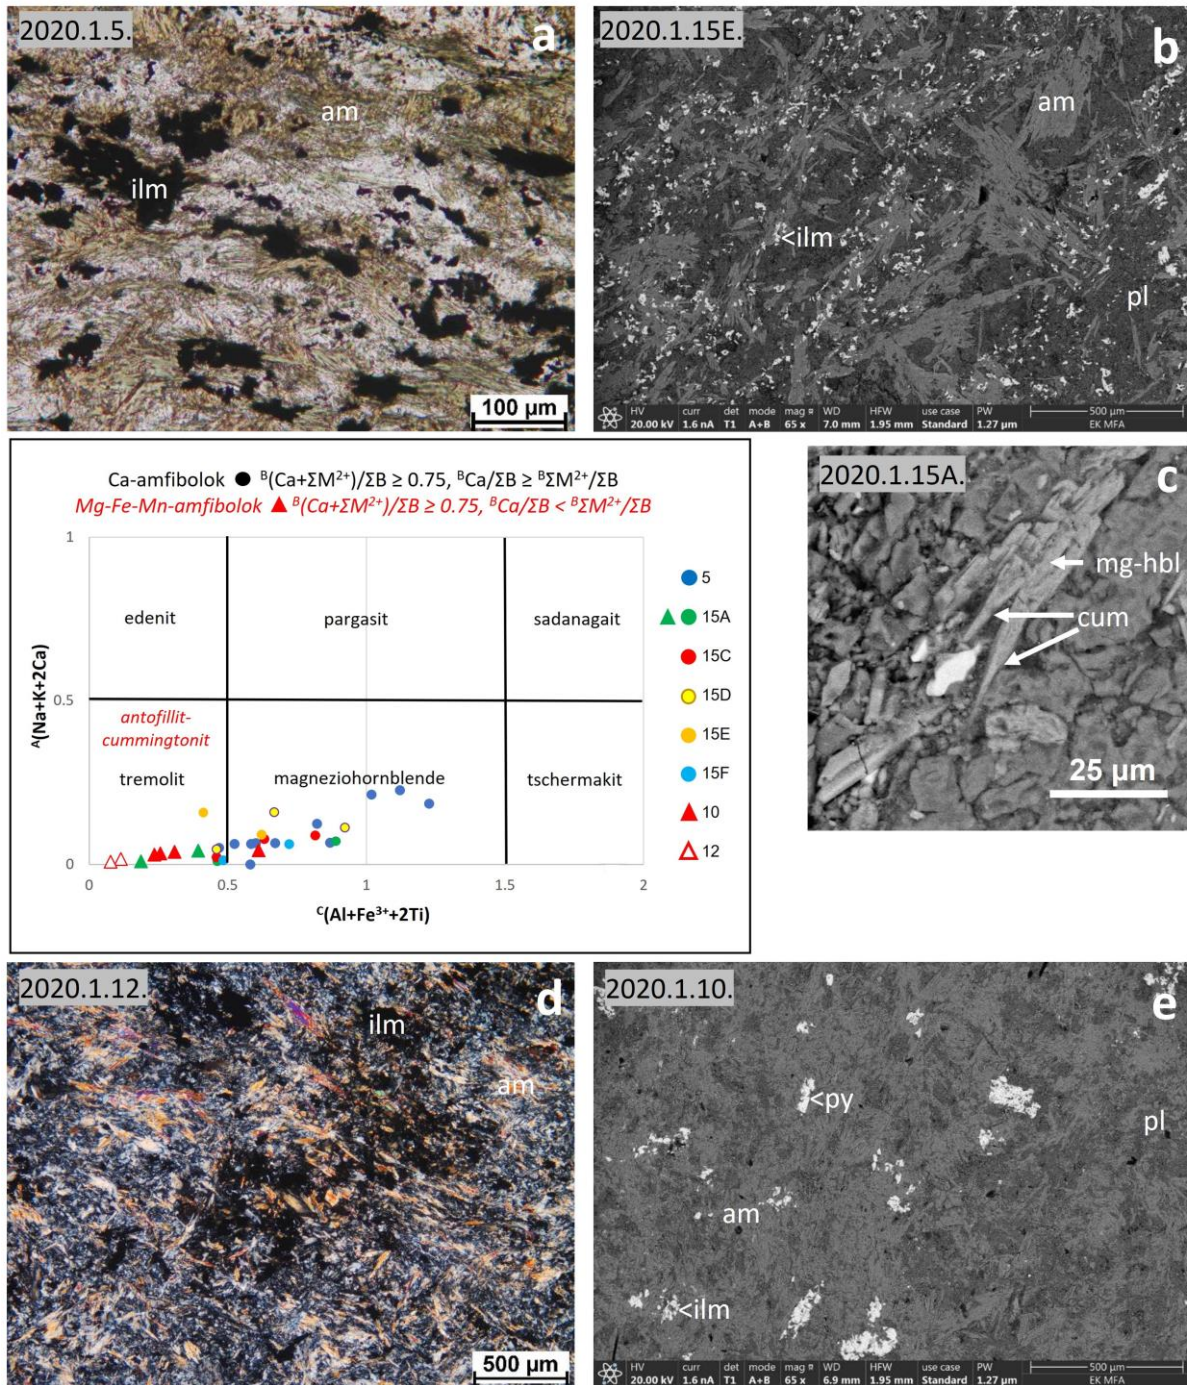 2020.1.5.
a
am
ilm
100 µm
2020.1.15E.
b
am
<ilm
pl
HV curr det mode mag WD HFW use case PW 500 µm
20.00 kV 1.6 nA T1 A+B 65 x 7.0 mm 1.95 mm Standard 1.27 µm EK MFA
Ca-amfibolok ● ᴮ(Ca+ΣM²⁺)/ΣB ≥ 0.75, ᴮCa/ΣB ≥ ᴮΣM²⁺/ΣB
Mg-Fe-Mn-amfibolok ▲ ᴮ(Ca+ΣM²⁺)/ΣB ≥ 0.75, ᴮCa/ΣB < ᴮΣM²⁺/ΣB
1
edenit
pargasit
sadanagait
0.5
antofillit-
cummingtonit
tremolit
magneziohornblende
tschermakit
0
0 0.5 1 1.5 2
ᴬ(Na+K+2Ca)
ᶜ(Al+Fe³⁺+2Ti)
5
15A
15C
15D
15E
15F
10
12
2020.1.15A.
c
mg-hbl
cum
25 µm
2020.1.12.
d
ilm
am
500 µm
2020.1.10.
e
<py
pl
am
<ilm
HV curr det mode mag WD HFW use case PW 500 µm
20.00 kV 1.6 nA T1 A+B 65 x 6.9 mm 1.95 mm Standard 1.27 µm EK MFA